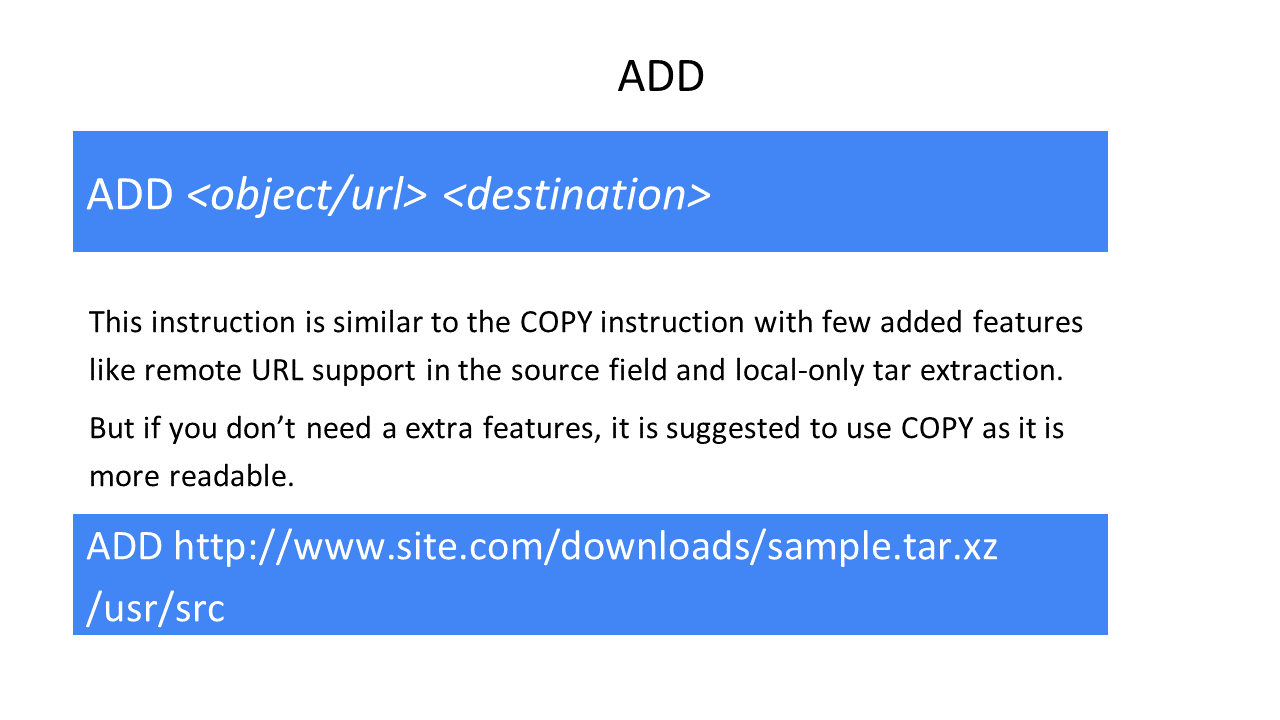 ADD
ADD <object/url> <destination>
This instruction is similar to the COPY instruction with few added features
like remote URL support in the source field and local-only tar extraction.
But if you don’t need a extra features, it is suggested to use COPY as it is
more readable.
ADD http://www.site.com/downloads/sample.tar.xz
/usr/src